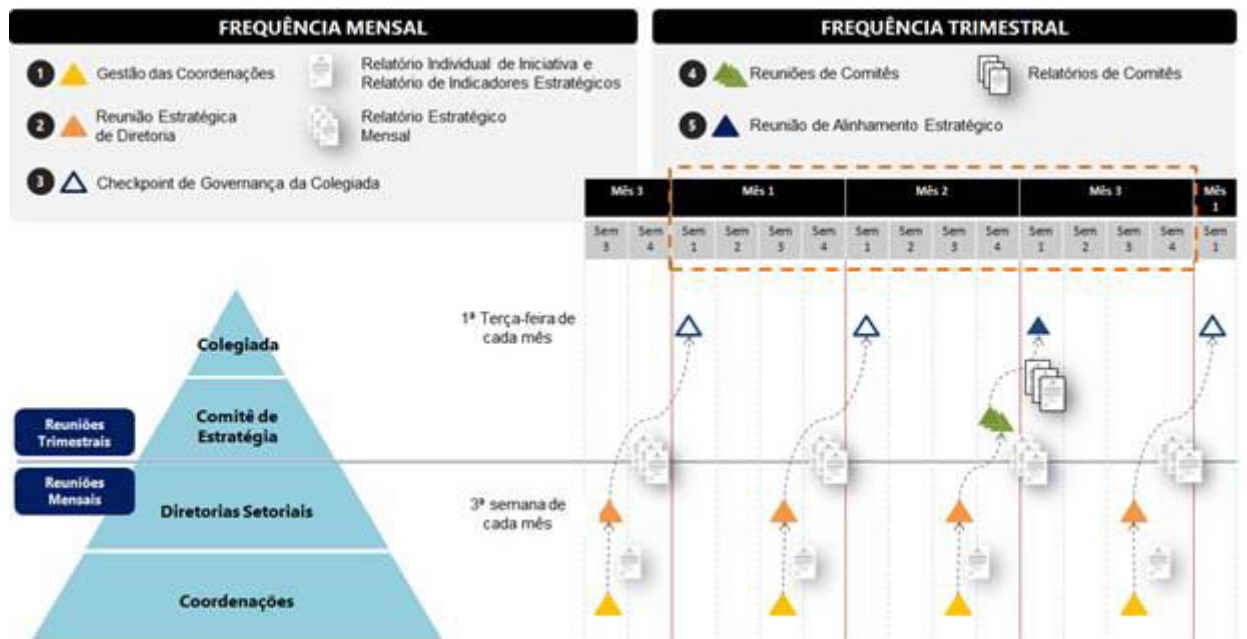 FREQUÊNCIA MENSAL
1 Gestão das Coordenações
Relatório Individual de Iniciativa e
Relatório de Indicadores Estratégicos
2 Reunião Estratégica
de Diretoria
Relatório Estratégico
Mensal
3 Checkpoint de Governança da Colegiada
FREQUÊNCIA TRIMESTRAL
4 Reuniões de Comitês
Relatórios de Comitês
5 Reunião de Alinhamento Estratégico
Mês 3 Mês 1 Mês 2 Mês 3 Mês
1
Sem Sem Sem Sem Sem Sem Sem Sem Sem Sem Sem Sem Sem Sem Sem
3 4 1 2 3 4 1 2 3 4 1 2 3 4 1
1ª Terça-feira de
cada mês
Colegiada
Comitê de
Estratégia
Reuniões
Trimestrais
Reuniões
Mensais
Diretorias Setoriais
3ª semana de
cada mês
Coordenações